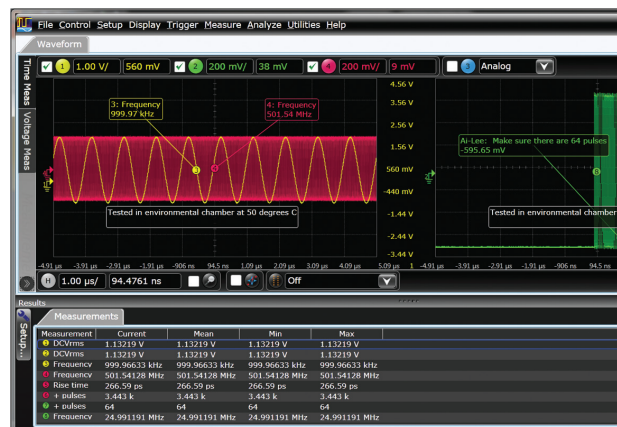 File Control Setup Display Trigger Measure Analyze Utilities Help
Waveform
Time Meas
Voltage Meas
1 1.00 V/ 560 mV 2 200 mV/ 38 mV 4 200 mV/ 9 mV 3 Analog
4.56 V
3.56 V
2.56 V
1.56 V
560 mV
-440 mV
-1.44 V
-2.44 V
-3.44 V
3: Frequency
999.97 kHz
4: Frequency
501.54 MHz
Tested in environmental chamber at 50 degrees C
Ai-Lee: Make sure there are 64 pulses
-595.65 mV
Tested in environmental chamber
-4.91 µs -3.91 µs -2.91 µs -1.91 µs -906 ns 94.5 ns 1.09 µs 2.09 µs 3.09 µs 4.09 µs 5.09 µs 1 -4.91 µs -3.91 µs -2.91 µs -1.91 µs -906 ns 94.5 ns
H 1.00 µs/ 94.4761 ns Off
Results
Setup...
Measurements
Measurement Current Mean Min Max
DCVrms 1.13219 V 1.13219 V 1.13219 V 1.13219 V
DCVrms 1.13219 V 1.13219 V 1.13219 V 1.13219 V
Frequency 999.96633 kHz 999.96633 kHz 999.96633 kHz 999.96633 kHz
Frequency 501.54128 MHz 501.54128 MHz 501.54128 MHz 501.54128 MHz
Rise time 266.59 ps 266.59 ps 266.59 ps 266.59 ps
+ pulses 3.443 k 3.443 k 3.443 k 3.443 k
+ pulses 64 64 64 64
Frequency 24.991191 MHz 24.991191 MHz 24.991191 MHz 24.991191 MHz